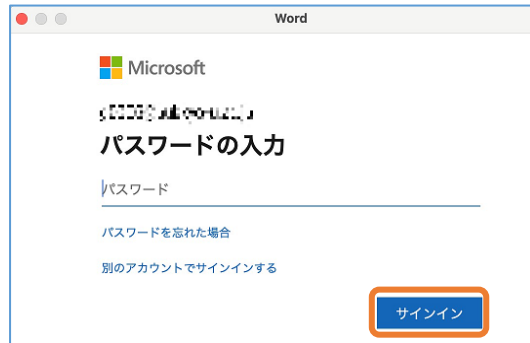 Word
Microsoft
パスワードの入力
パスワード
パスワードを忘れた場合
別のアカウントでサインインする
サインイン